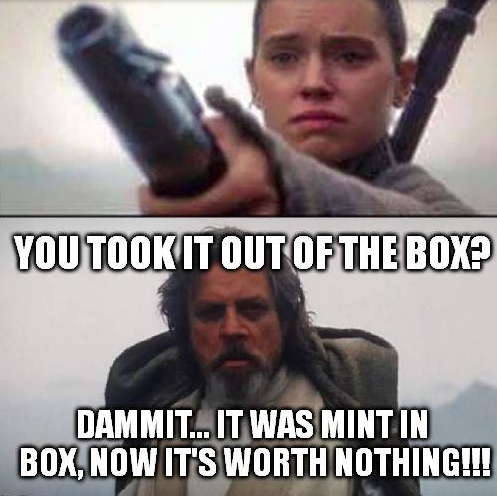 YOU TOOK IT OUT OF THE BOX?
DAMMIT... IT WAS MINT IN
BOX, NOW IT'S WORTH NOTHING!!!